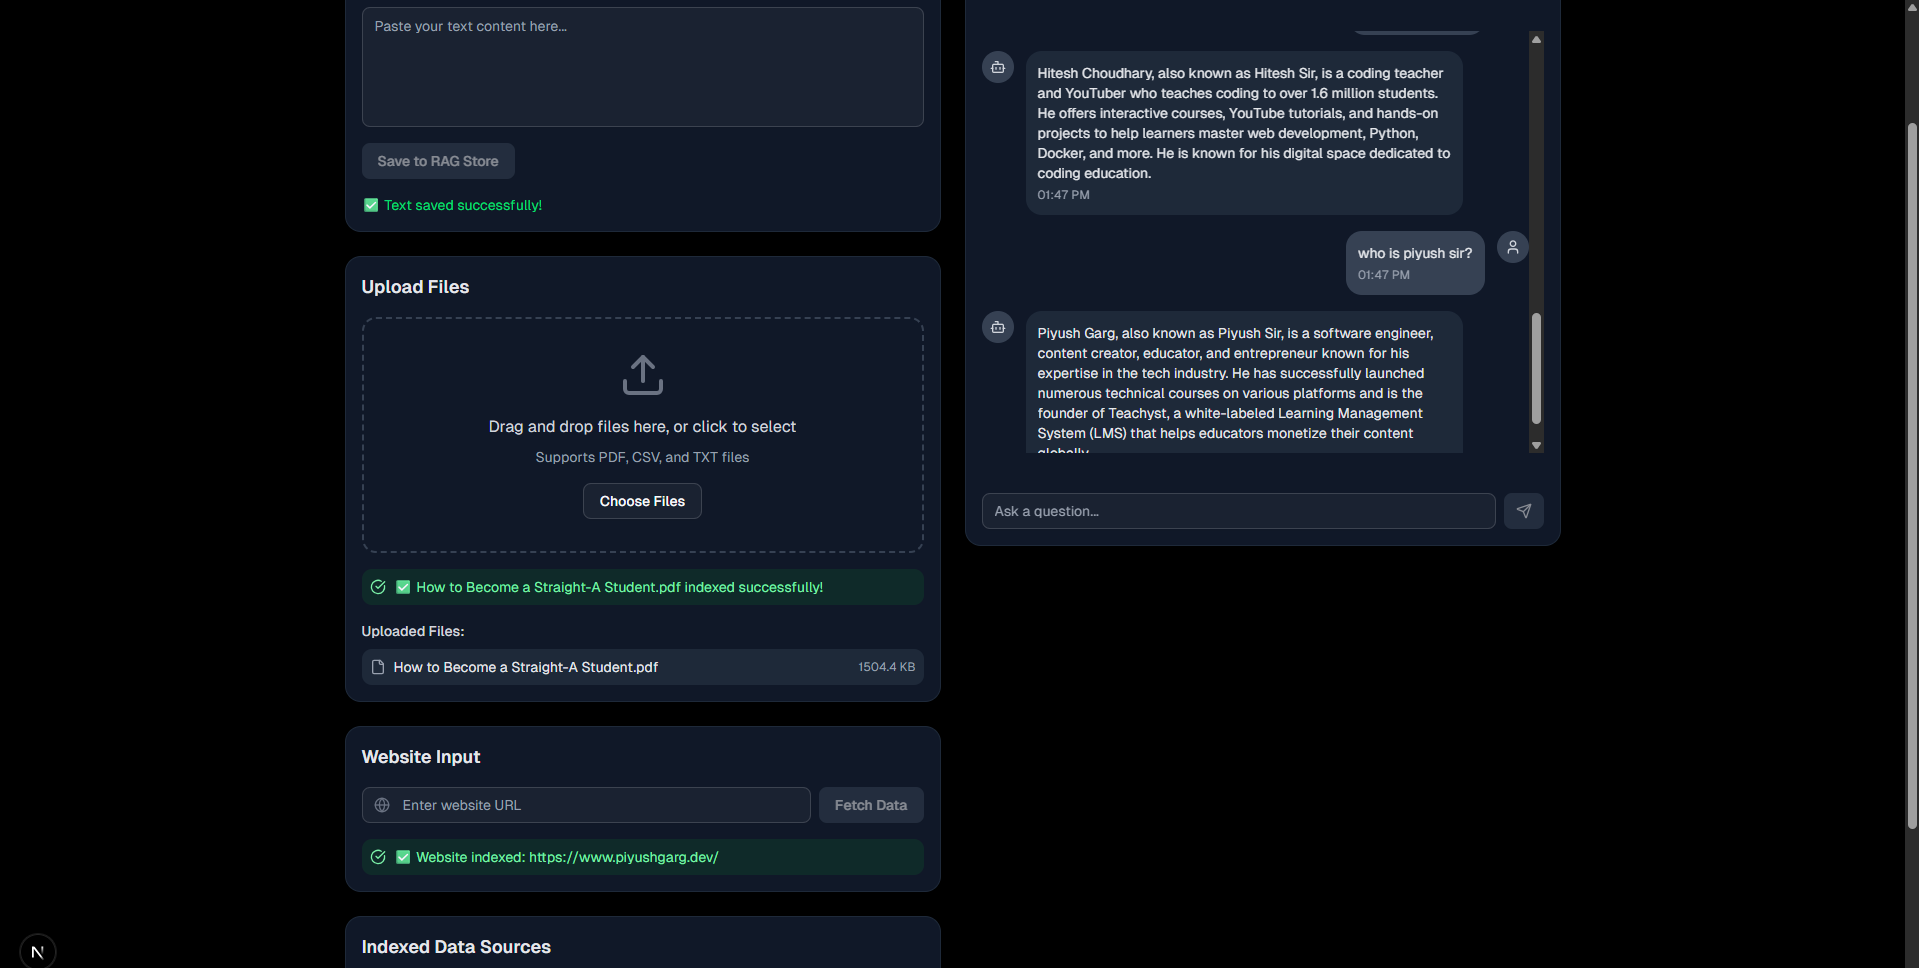 Paste your text content here...
Save to RAG Store
✅ Text saved successfully!
Upload Files
Drag and drop files here, or click to select
Supports PDF, CSV, and TXT files
Choose Files
✅ How to Become a Straight-A Student.pdf indexed successfully!
Uploaded Files:
How to Become a Straight-A Student.pdf 1504.4 KB
Website Input
Enter website URL Fetch Data
✅ Website indexed: https://www.piyushgarg.dev/
Indexed Data Sources
N
Hitesh Choudhary, also known as Hitesh Sir, is a coding teacher
and YouTuber who teaches coding to over 1.6 million students.
He offers interactive courses, YouTube tutorials, and hands-on
projects to help learners master web development, Python,
Docker, and more. He is known for his digital space dedicated to
coding education.
01:47 PM
who is piyush sir?
01:47 PM
Piyush Garg, also known as Piyush Sir, is a software engineer,
content creator, educator, and entrepreneur known for his
expertise in the tech industry. He has successfully launched
numerous technical courses on various platforms and is the
founder of Teachyst, a white-labeled Learning Management
System (LMS) that helps educators monetize their content
globally.
Ask a question...